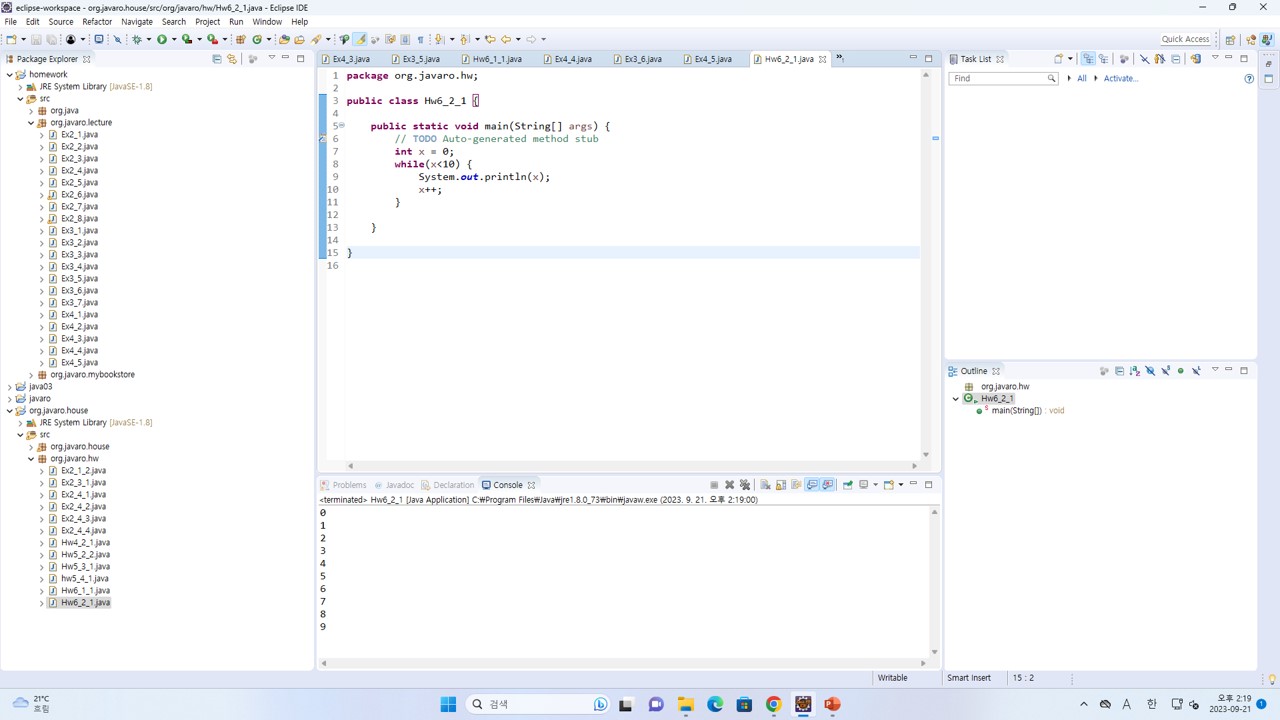 eclipse-workspace - org.javaro.house/src/org/javaro/hw/Hw6_2_1.java - Eclipse IDE
File Edit Source Refactor Navigate Search Project Run Window Help
Quick Access
Package Explorer
homework
JRE System Library [JavaSE-1.8]
src
org.java
org.javaro.lecture
Ex2_1.java
Ex2_2.java
Ex2_3.java
Ex2_4.java
Ex2_5.java
Ex2_6.java
Ex2_7.java
Ex2_8.java
Ex3_1.java
Ex3_2.java
Ex3_3.java
Ex3_4.java
Ex3_5.java
Ex3_6.java
Ex3_7.java
Ex4_1.java
Ex4_2.java
Ex4_3.java
Ex4_4.java
Ex4_5.java
org.javaro.mybookstore
java03
javaro
org.javaro.house
JRE System Library [JavaSE-1.8]
src
org.javaro.house
org.javaro.hw
Ex2_1_2.java
Ex2_3_1.java
Ex2_4_1.java
Ex2_4_2.java
Ex2_4_3.java
Ex2_4_4.java
Hw4_2_1.java
Hw5_2_2.java
Hw5_3_1.java
hw5_4_1.java
Hw6_1_1.java
Hw6_2_1.java
Ex4_3.java Ex3_5.java Hw6_1_1.java Ex4_4.java Ex3_6.java Ex4_5.java Hw6_2_1.java
1 package org.javaro.hw;
2
3 public class Hw6_2_1 {
4
5 public static void main(String[] args) {
6 // TODO Auto-generated method stub
7 int x = 0;
8 while(x<10) {
9 System.out.println(x);
10 x++;
11 }
12
13 }
14
15 }
16
Problems Javadoc Declaration Console
<terminated> Hw6_2_1 [Java Application] C:₩Program Files₩Java₩jre1.8.0_73₩bin₩javaw.exe (2023. 9. 21. 오후 2:19:00)
0
1
2
3
4
5
6
7
8
9
Task List
Find All Activate...
Outline
org.javaro.hw
Hw6_2_1
main(String[]) : void
Writable Smart Insert 15 : 2
21°C
흐림
검색
A 한
오후 2:19
2023-09-21